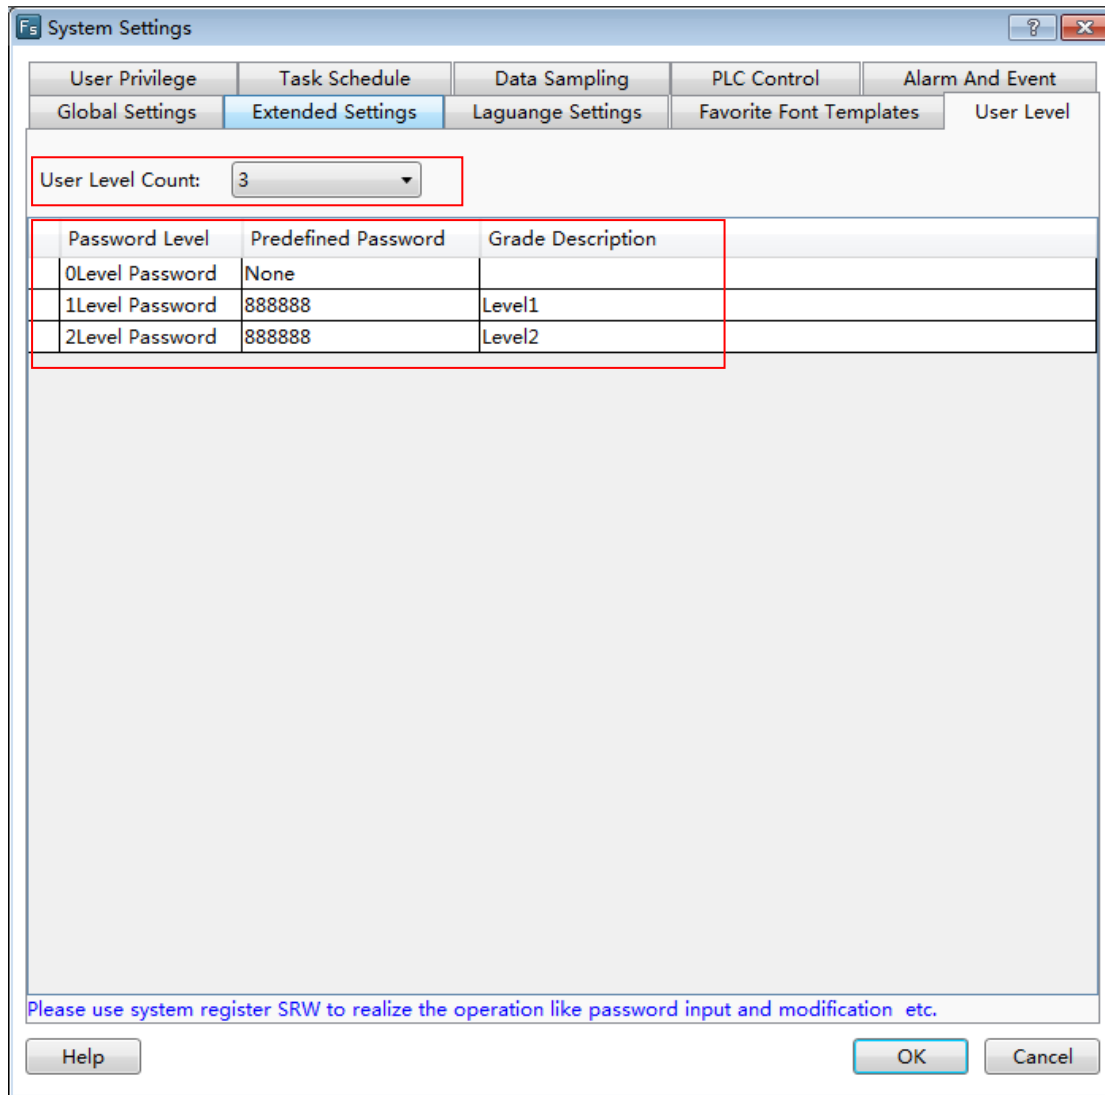 Fs System Settings
User Privilege Task Schedule Data Sampling PLC Control Alarm And Event
Global Settings Extended Settings Laguange Settings Favorite Font Templates User Level
User Level Count: 3
Password Level Predefined Password Grade Description
0Level Password None
1Level Password 888888 Level1
2Level Password 888888 Level2
Please use system register SRW to realize the operation like password input and modification etc.
Help OK Cancel